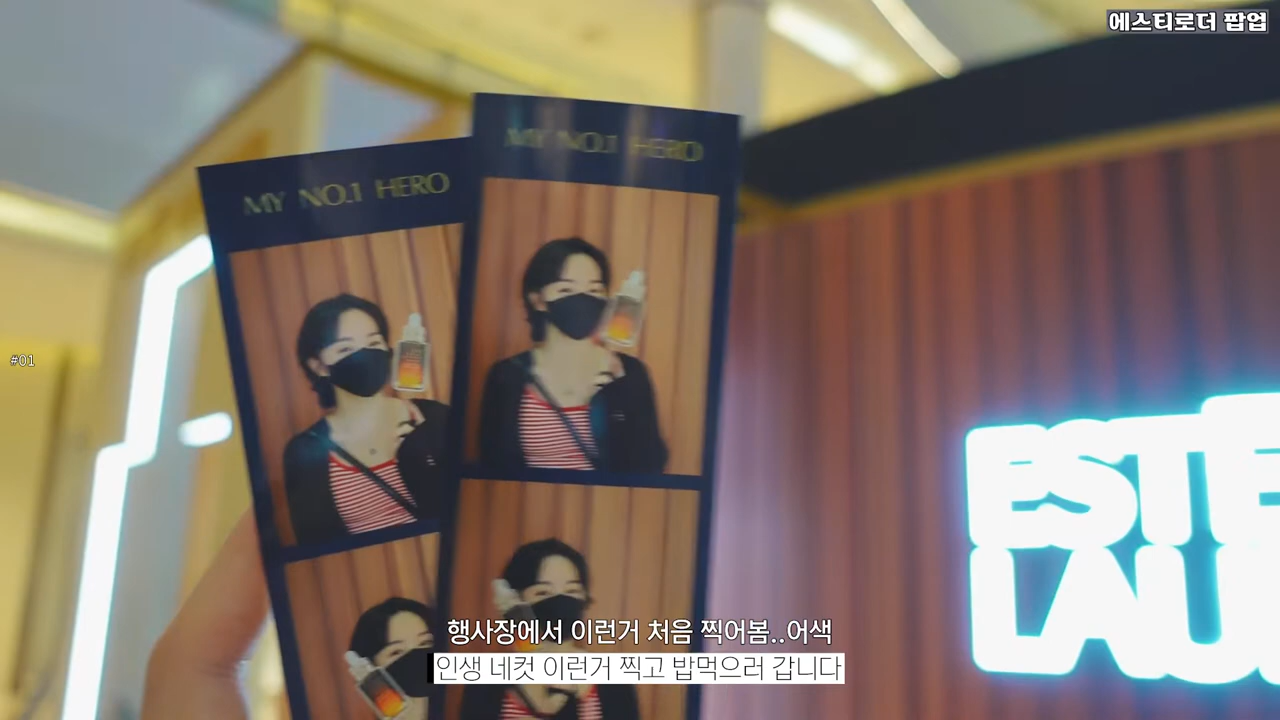 에스티로더 팝업
MY NO.1 HERO
MY NO.1 HERO
#01
ESTE
LAU
행사장에서 이런거 처음 찍어봄..어색
인생 네컷 이런거 찍고 밥먹으러 갑니다